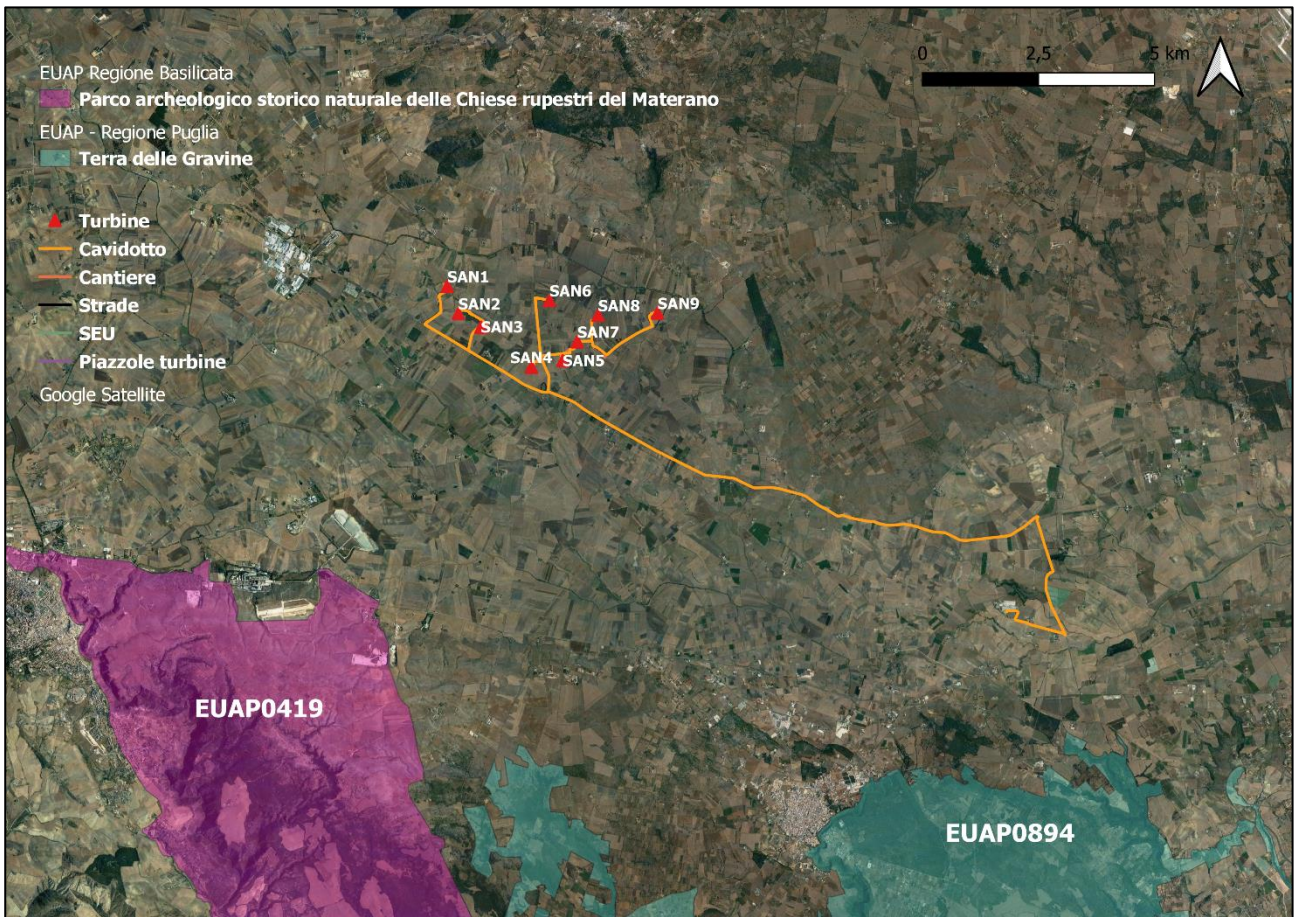 EUAP Regione Basilicata
Parco archeologico storico naturale delle Chiese rupestri del Materano
EUAP - Regione Puglia
Terra delle Gravine
Turbine
Cavidotto
Cantiere
Strade
SEU
Piazzole turbine
Google Satellite
0 2,5 5 km
SAN1
SAN2
SAN3
SAN6
SAN8
SAN9
SAN7
SAN4
SAN5
EUAP0419
EUAP0894